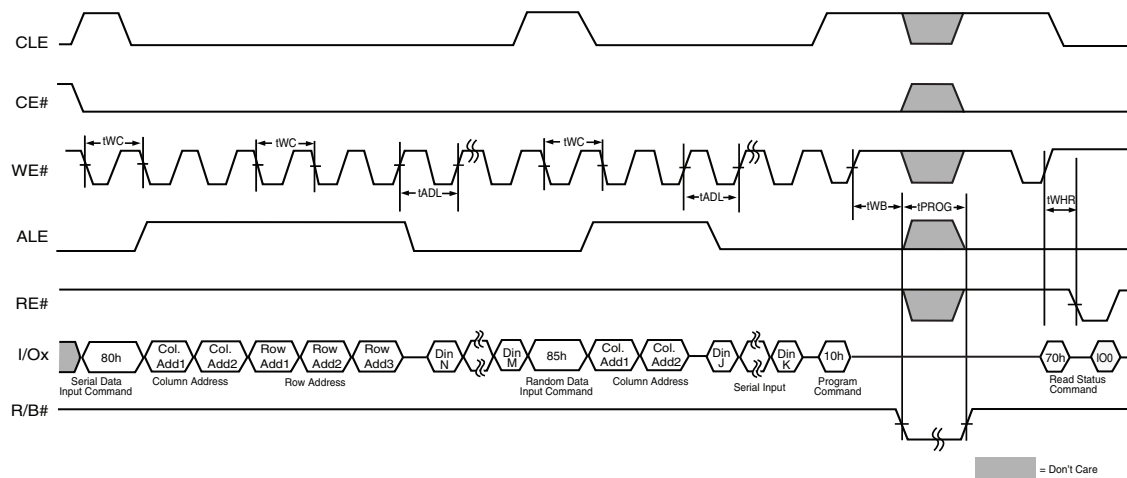 CLE
CE#
tWC
tWC
tWC
WE#
tADL
tADL
tWB
tPROG
tWHR
ALE
RE#
I/Ox
80h
Col. Add1
Col. Add2
Row Add1
Row Add2
Row Add3
Din N
Din M
85h
Col. Add1
Col. Add2
Din J
Din K
10h
70h
I00
Serial Data Input Command
Column Address
Row Address
Random Data Input Command
Column Address
Serial Input
Program Command
Read Status Command
R/B#
= Don't Care